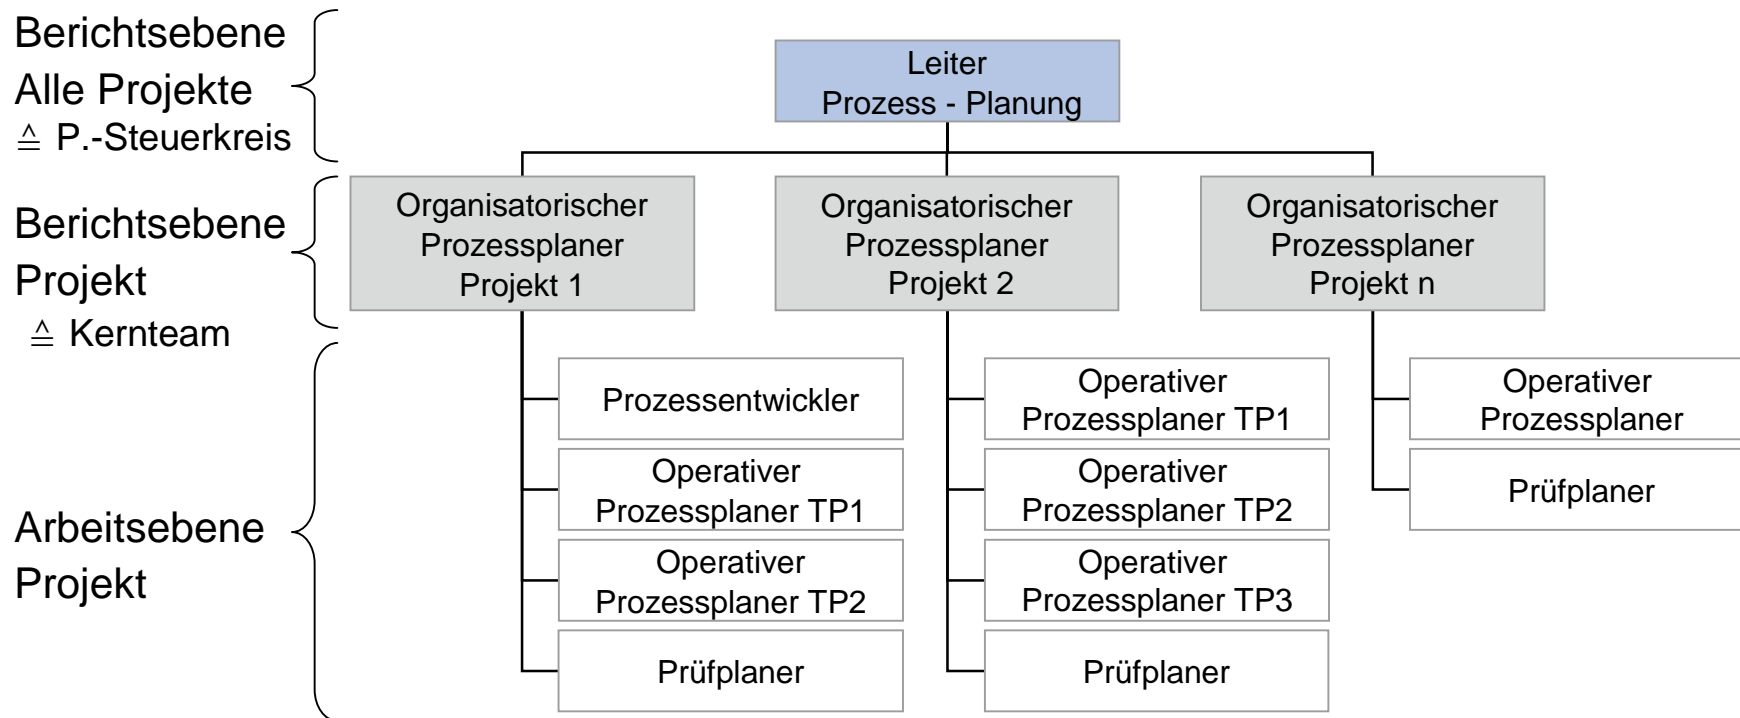 Berichtsebene
Alle Projekte
≙ P.-Steuerkreis
Leiter
Prozess - Planung
Berichtsebene
Projekt
≙ Kernteam
Organisatorischer
Prozessplaner
Projekt 1
Organisatorischer
Prozessplaner
Projekt 2
Organisatorischer
Prozessplaner
Projekt n
Arbeitsebene
Projekt
Prozessentwickler
Operativer
Prozessplaner TP1
Operativer
Prozessplaner TP2
Prüfplaner
Operativer
Prozessplaner TP1
Operativer
Prozessplaner TP2
Operativer
Prozessplaner TP3
Prüfplaner
Operativer
Prozessplaner
Prüfplaner